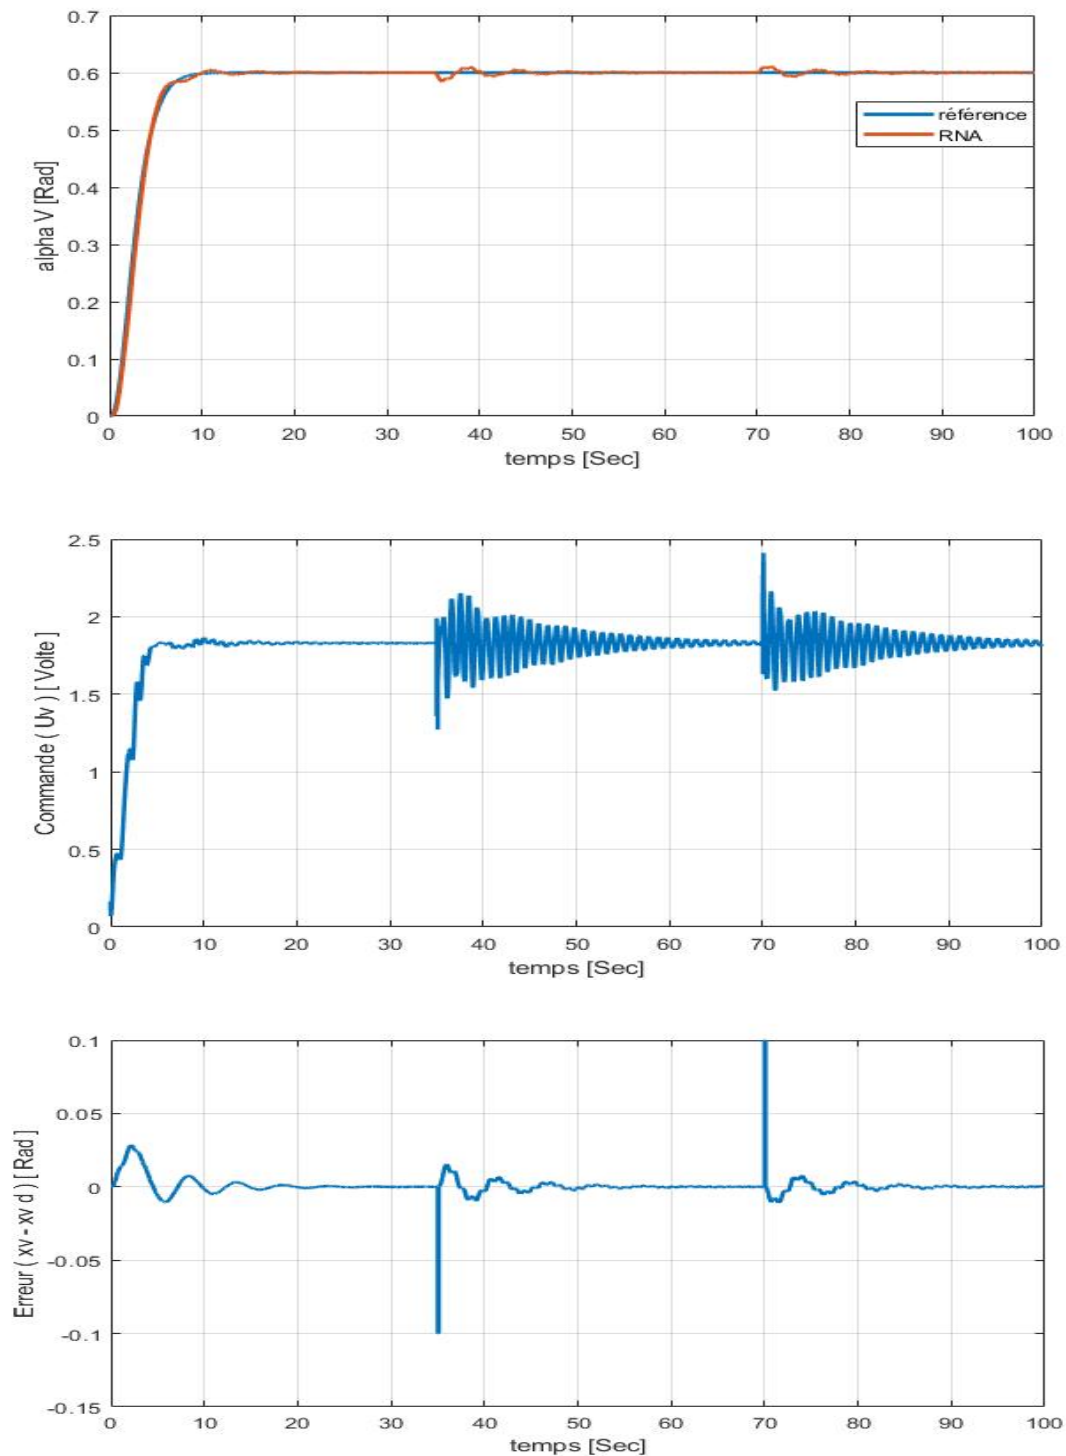 0.7
0.6
0.5
0.4
0.3
0.2
0.1
0
alpha V [Rad]
référence
RNA
0 10 20 30 40 50 60 70 80 90 100
temps [Sec]
2.5
2
1.5
1
0.5
0
Commande ( Uv ) [ Volte]
0 10 20 30 40 50 60 70 80 90 100
temps [Sec]
0.1
0.05
0
-0.05
-0.1
-0.15
Erreur ( xv - xv d ) [ Rad ]
0 10 20 30 40 50 60 70 80 90 100
temps [Sec]